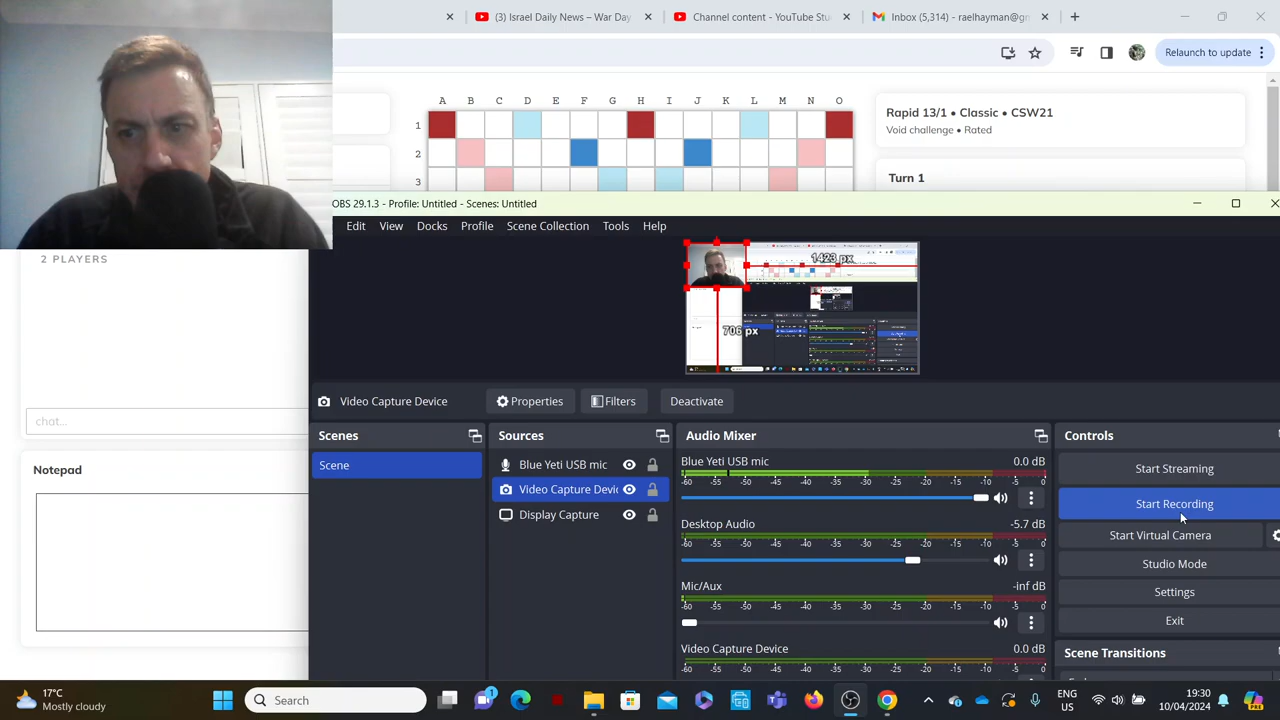 (3) Israel Daily News – War Day
Channel content - YouTube Stu
Inbox (5,314) - raelhayman@gm
Relaunch to update
A B C D E F G H I J K L M N O
1
2
3
Rapid 13/1 • Classic • CSW21
Void challenge • Rated
Turn 1
OBS 29.1.3 - Profile: Untitled - Scenes: Untitled
Edit View Docks Profile Scene Collection Tools Help
2 PLAYERS
1423 px
706 px
chat...
Notepad
Video Capture Device
Properties
Filters
Deactivate
Scenes
Scene
Sources
Blue Yeti USB mic
Video Capture Devic
Display Capture
Audio Mixer
Blue Yeti USB mic 0.0 dB
-60 -55 -50 -45 -40 -35 -30 -25 -20 -15 -10 -5 0
Desktop Audio -5.7 dB
-60 -55 -50 -45 -40 -35 -30 -25 -20 -15 -10 -5 0
Mic/Aux -inf dB
-60 -55 -50 -45 -40 -35 -30 -25 -20 -15 -10 -5 0
Video Capture Device 0.0 dB
-60 -55 -50 -45 -40 -35 -30 -25 -20 -15 -10 -5 0
Controls
Start Streaming
Start Recording
Start Virtual Camera
Studio Mode
Settings
Exit
Scene Transitions
17°C
Mostly cloudy
Search
1
ENG
US
19:30
10/04/2024